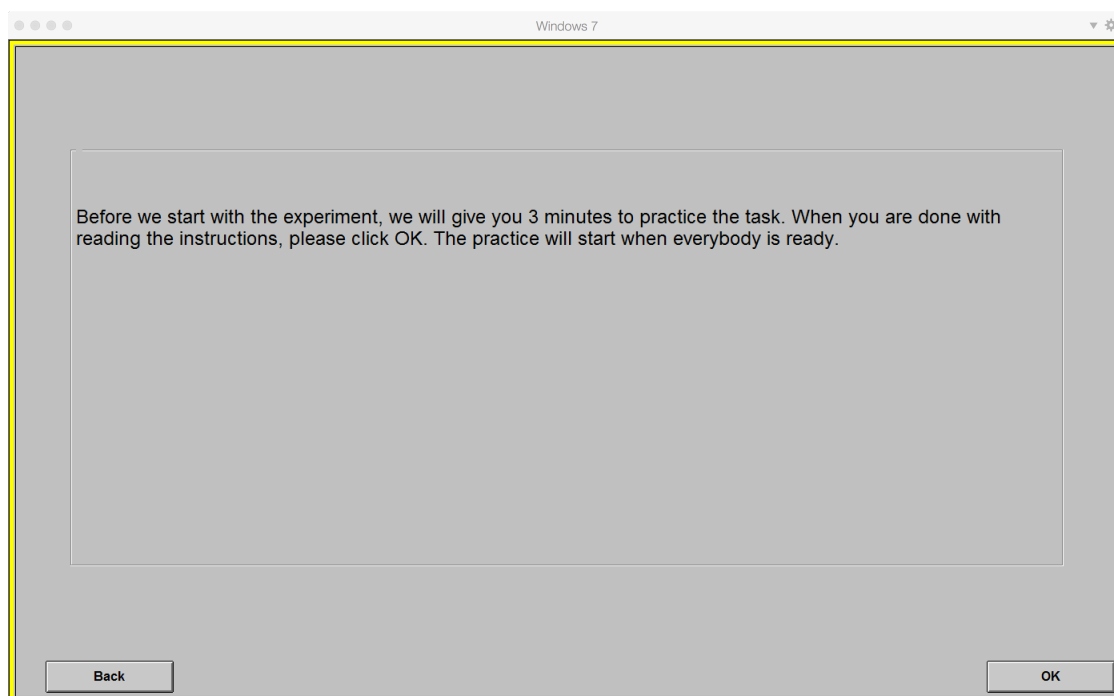 Windows 7
Before we start with the experiment, we will give you 3 minutes to practice the task. When you are done with
reading the instructions, please click OK. The practice will start when everybody is ready.
Back
OK